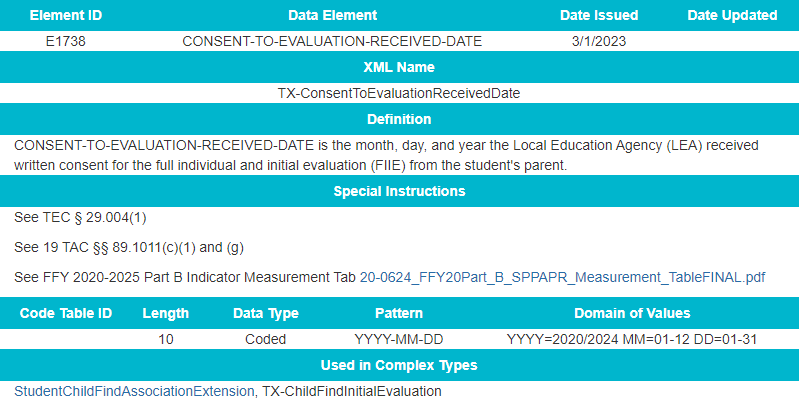 Element ID Data Element Date Issued Date Updated
E1738 CONSENT-TO-EVALUATION-RECEIVED-DATE 3/1/2023
XML Name
TX-ConsentToEvaluationReceivedDate
Definition
CONSENT-TO-EVALUATION-RECEIVED-DATE is the month, day, and year the Local Education Agency (LEA) received
written consent for the full individual and initial evaluation (FIIE) from the student's parent.
Special Instructions
See TEC § 29.004(1)
See 19 TAC §§ 89.1011(c)(1) and (g)
See FFY 2020-2025 Part B Indicator Measurement Tab 20-0624_FFY20Part_B_SPPAPR_Measurement_TableFINAL.pdf
Code Table ID Length Data Type Pattern Domain of Values
10 Coded YYYY-MM-DD YYYY=2020/2024 MM=01-12 DD=01-31
Used in Complex Types
StudentChildFindAssociationExtension, TX-ChildFindInitialEvaluation